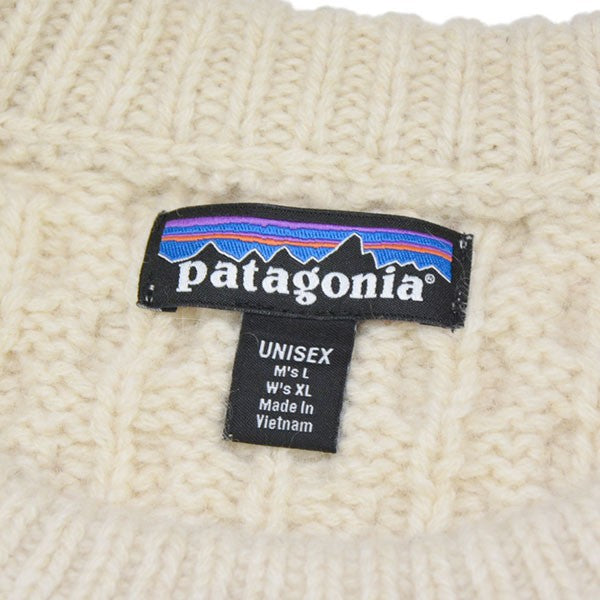 patagonia®
UNISEX
M's L
W's XL
Made In
Vietnam